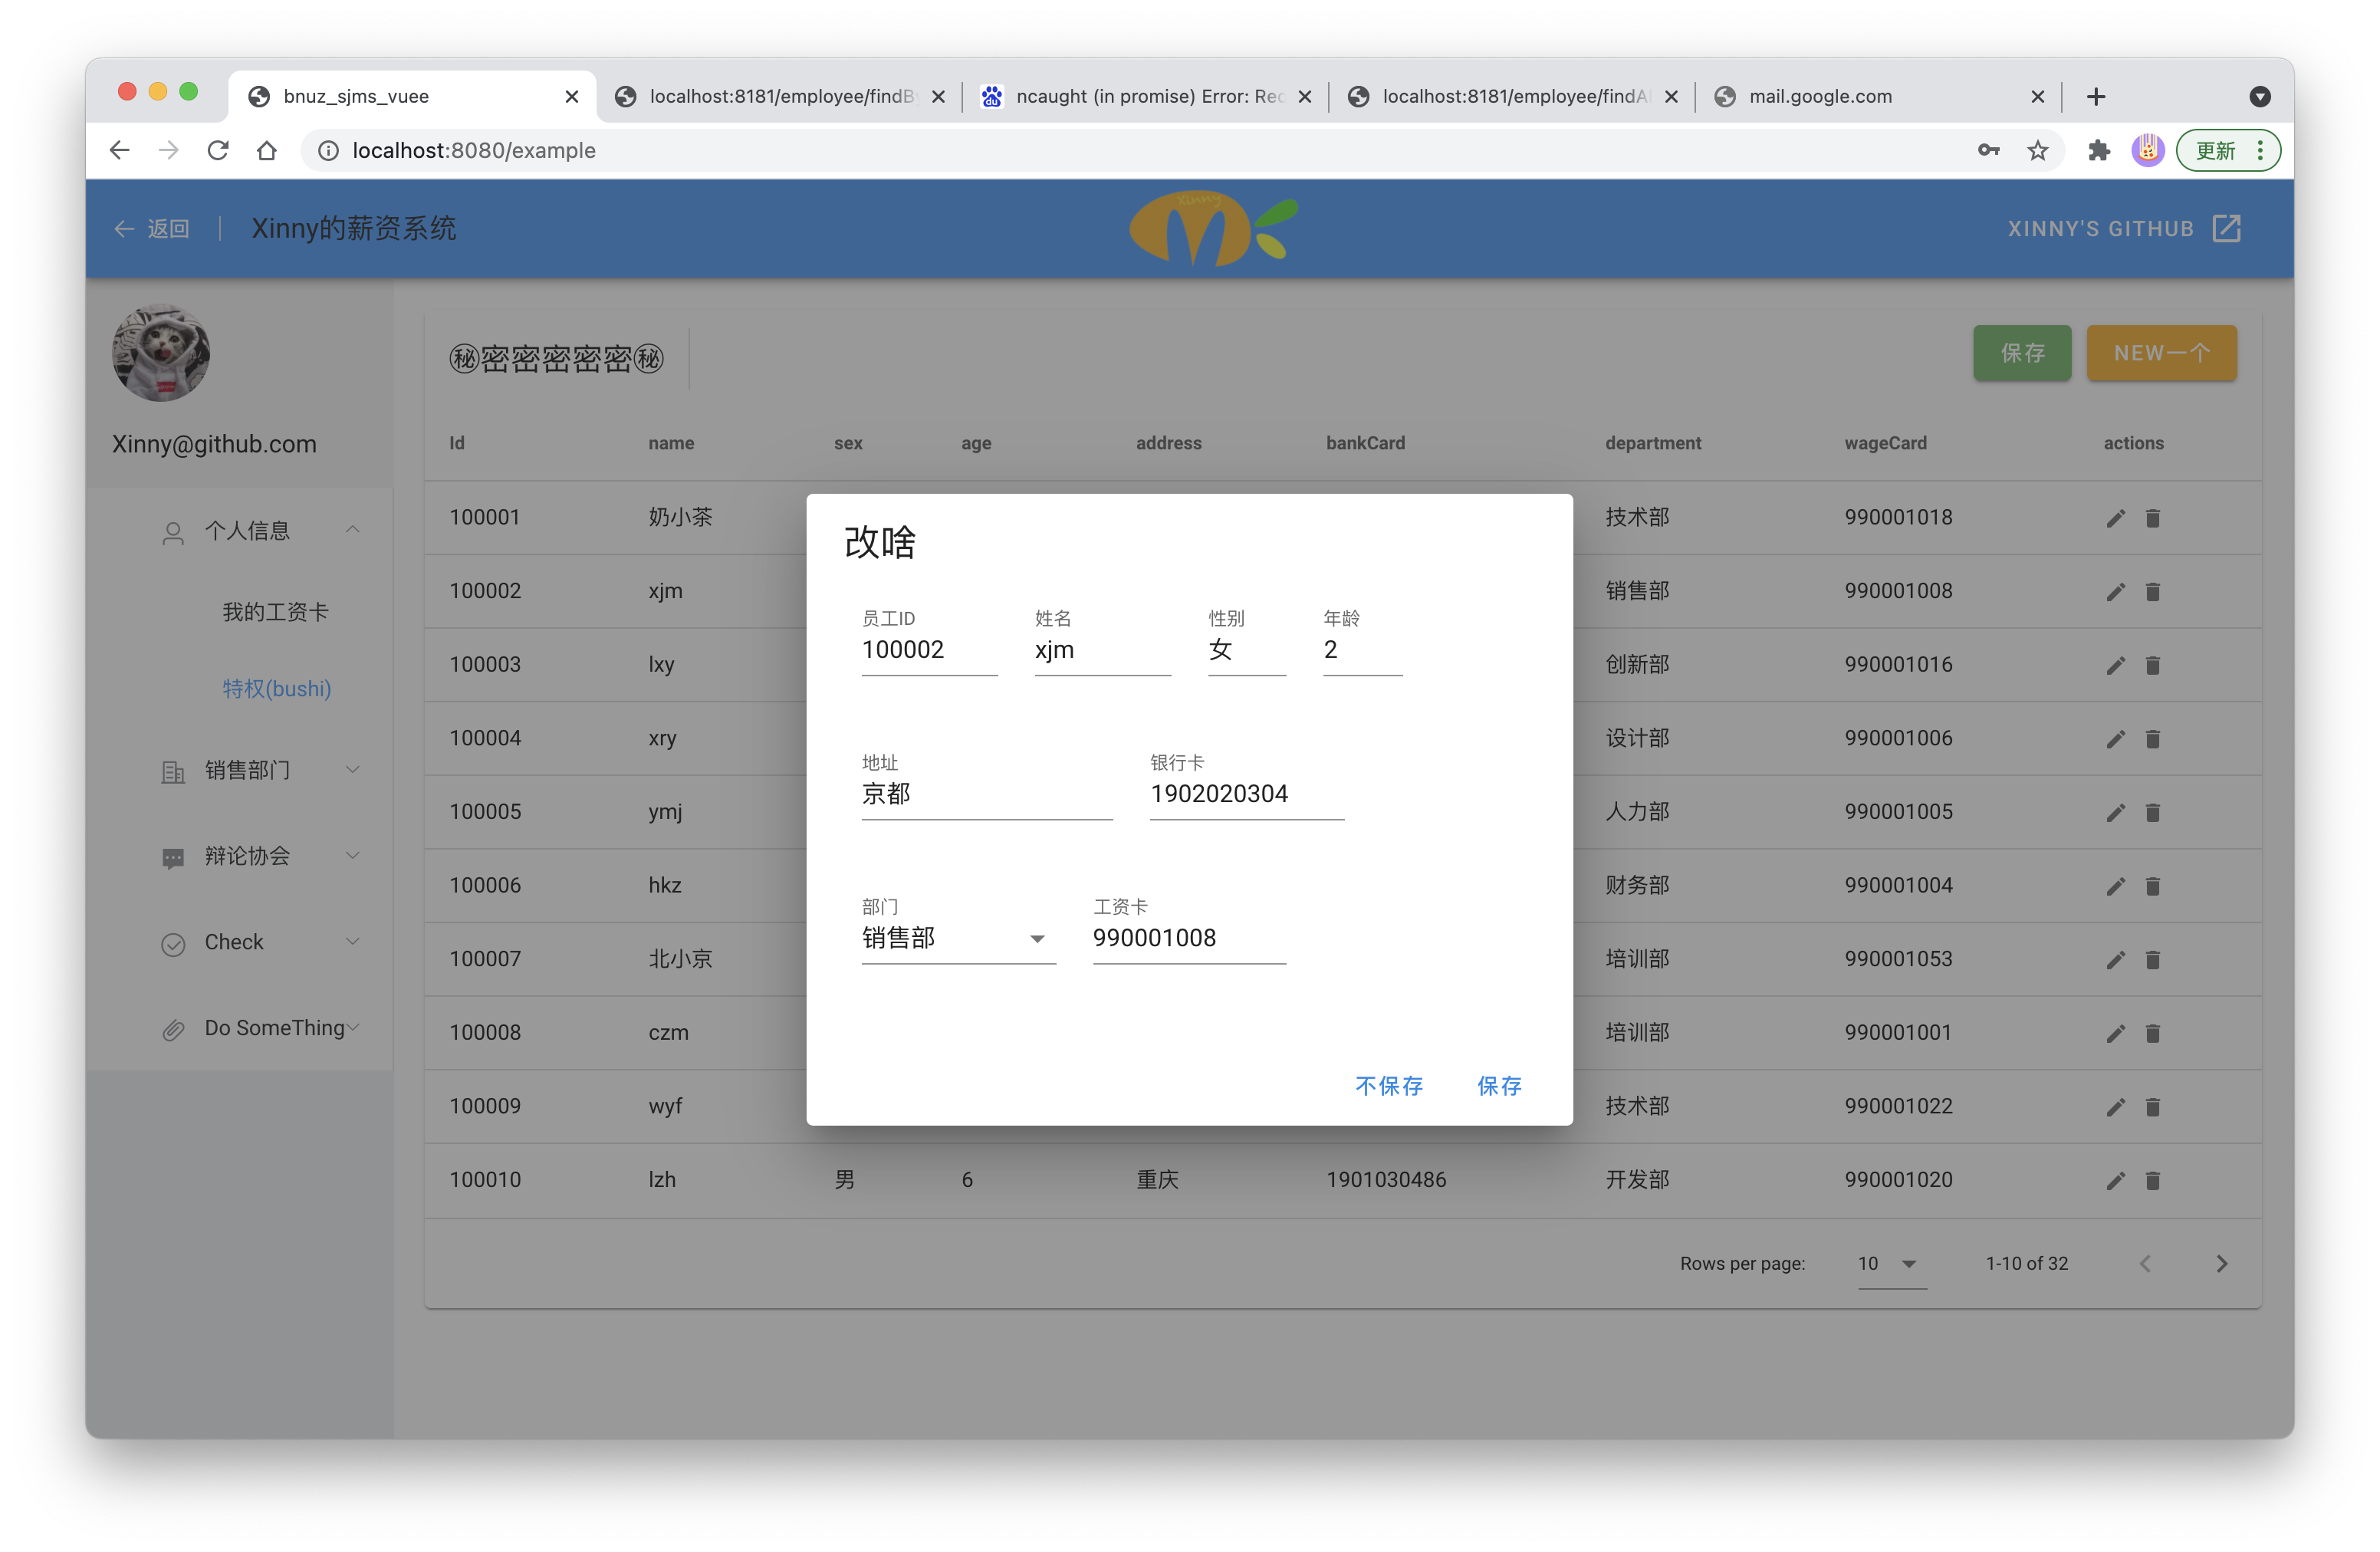 bnuz_sjms_vuee
localhost:8181/employee/findB
ncaught (in promise) Error: Rec
localhost:8181/employee/findAl
mail.google.com
localhost:8080/example
更新
返回
Xinny的薪资系统
xinny
XINNY'S GITHUB
Xinny@github.com
个人信息
我的工资卡
特权(bushi)
销售部门
辩论协会
Check
Do SomeThing
㊙密密密密密㊙
保存
NEW一个
Id name sex age address bankCard department wageCard actions
100001 奶小茶 技术部 990001018
100002 xjm 销售部 990001008
100003 lxy 创新部 990001016
100004 xry 设计部 990001006
100005 ymj 人力部 990001005
100006 hkz 财务部 990001004
100007 北小京 培训部 990001053
100008 czm 培训部 990001001
100009 wyf 技术部 990001022
100010 lzh 男 6 重庆 1901030486 开发部 990001020
Rows per page: 10 1-10 of 32
改啥
员工ID 姓名 性别 年龄
100002 xjm 女 2
地址 银行卡
京都 1902020304
部门 工资卡
销售部 990001008
不保存 保存